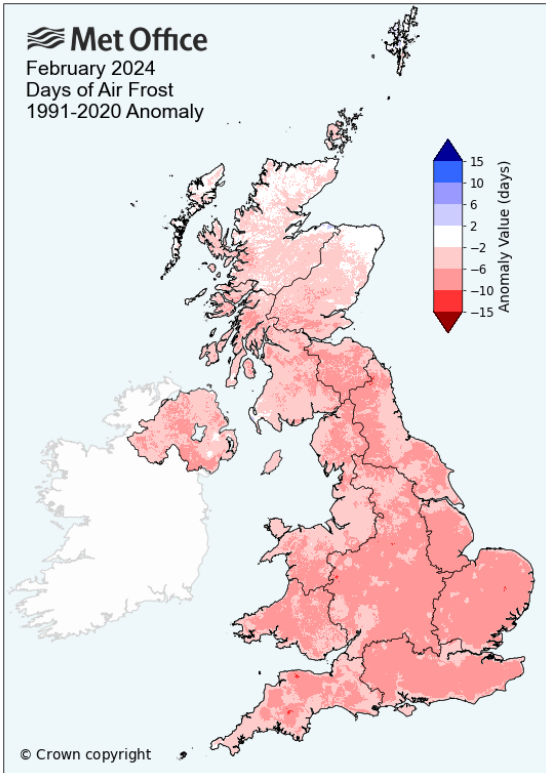 Met Office
February 2024
Days of Air Frost
1991-2020 Anomaly
15
10
6
2
−2
−6
−10
−15
Anomaly Value (days)
© Crown copyright